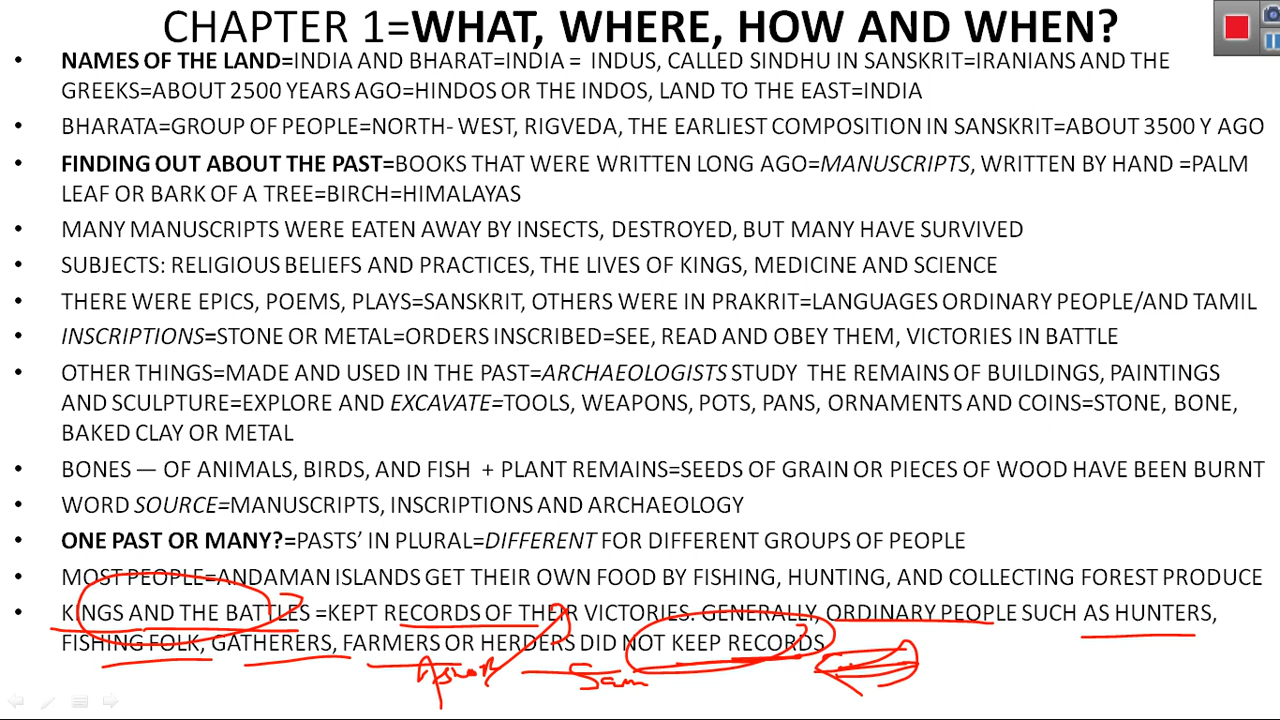 CHAPTER 1=WHAT, WHERE, HOW AND WHEN?
• NAMES OF THE LAND=INDIA AND BHARAT=INDIA = INDUS, CALLED SINDHU IN SANSKRIT=IRANIANS AND THE
GREEKS=ABOUT 2500 YEARS AGO=HINDOS OR THE INDOS, LAND TO THE EAST=INDIA
• BHARATA=GROUP OF PEOPLE=NORTH- WEST, RIGVEDA, THE EARLIEST COMPOSITION IN SANSKRIT=ABOUT 3500 Y AGO
• FINDING OUT ABOUT THE PAST=BOOKS THAT WERE WRITTEN LONG AGO=MANUSCRIPTS, WRITTEN BY HAND =PALM
LEAF OR BARK OF A TREE=BIRCH=HIMALAYAS
• MANY MANUSCRIPTS WERE EATEN AWAY BY INSECTS, DESTROYED, BUT MANY HAVE SURVIVED
• SUBJECTS: RELIGIOUS BELIEFS AND PRACTICES, THE LIVES OF KINGS, MEDICINE AND SCIENCE
• THERE WERE EPICS, POEMS, PLAYS=SANSKRIT, OTHERS WERE IN PRAKRIT=LANGUAGES ORDINARY PEOPLE/AND TAMIL
• INSCRIPTIONS=STONE OR METAL=ORDERS INSCRIBED=SEE, READ AND OBEY THEM, VICTORIES IN BATTLE
• OTHER THINGS=MADE AND USED IN THE PAST=ARCHAEOLOGISTS STUDY THE REMAINS OF BUILDINGS, PAINTINGS
AND SCULPTURE=EXPLORE AND EXCAVATE=TOOLS, WEAPONS, POTS, PANS, ORNAMENTS AND COINS=STONE, BONE,
BAKED CLAY OR METAL
• BONES — OF ANIMALS, BIRDS, AND FISH + PLANT REMAINS=SEEDS OF GRAIN OR PIECES OF WOOD HAVE BEEN BURNT
• WORD SOURCE=MANUSCRIPTS, INSCRIPTIONS AND ARCHAEOLOGY
• ONE PAST OR MANY?=PASTS' IN PLURAL=DIFFERENT FOR DIFFERENT GROUPS OF PEOPLE
• MOST PEOPLE=ANDAMAN ISLANDS GET THEIR OWN FOOD BY FISHING, HUNTING, AND COLLECTING FOREST PRODUCE
• KINGS AND THE BATTLES =KEPT RECORDS OF THEIR VICTORIES. GENERALLY, ORDINARY PEOPLE SUCH AS HUNTERS,
FISHING FOLK, GATHERERS, FARMERS OR HERDERS DID NOT KEEP RECORDS
Ashok